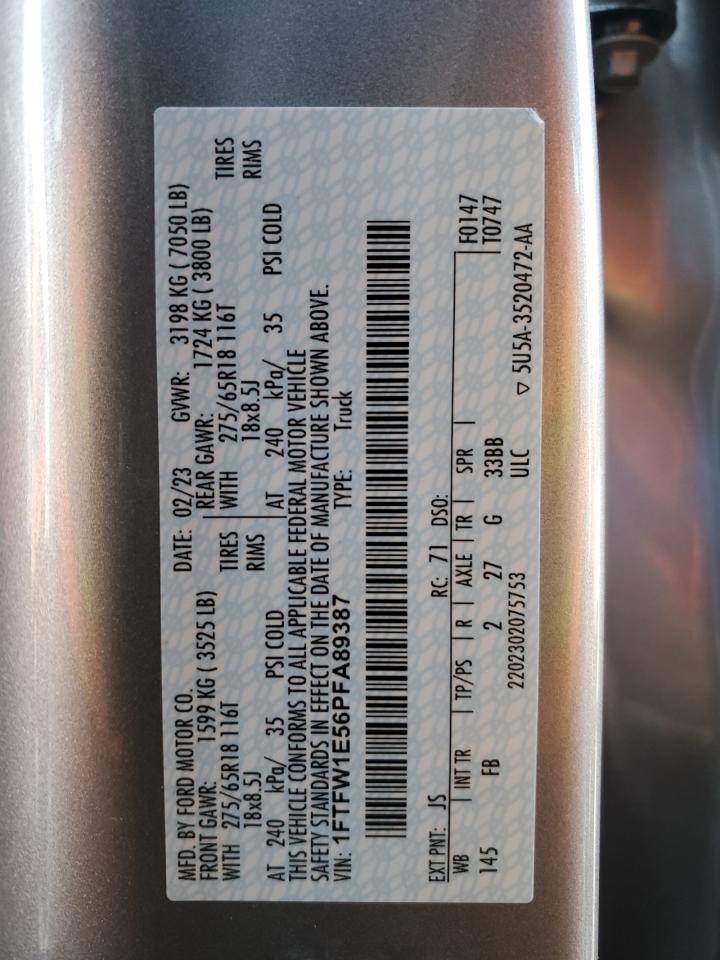 MFD. BY FORD MOTOR CO. DATE: 02/23 GVWR: 3198 KG ( 7050 LB)
FRONT GAWR: 1599 KG ( 3525 LB) REAR GAWR: 1724 KG ( 3800 LB)
WITH 275/65R18 116T TIRES WITH 275/65R18 116T TIRES
18x8.5J RIMS 18x8.5J RIMS
AT 240 kPa/ 35 PSI COLD AT 240 kPa/ 35 PSI COLD
THIS VEHICLE CONFORMS TO ALL APPLICABLE FEDERAL MOTOR VEHICLE
SAFETY STANDARDS IN EFFECT ON THE DATE OF MANUFACTURE SHOWN ABOVE.
VIN: 1FTFW1E56PFA89387 TYPE: Truck
EXT PNT: JS RC: 71 DSO: F0147
WB INT TR TP/PS R AXLE TR SPR T0747
145 FB 2 27 G 33BB
2202302075753 ULC ▽ 5U5A-3520472-AA